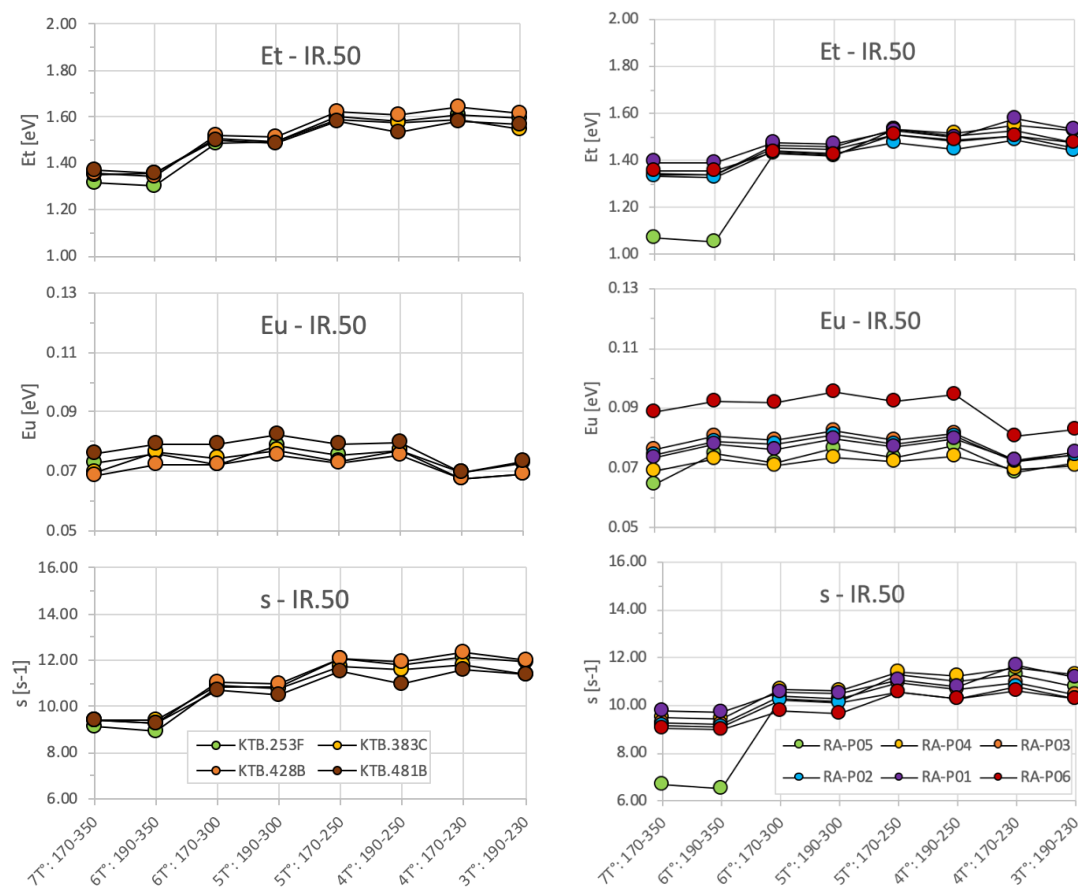 Et - IR.50
Et [eV]
2.00
1.80
1.60
1.40
1.20
1.00
Eu - IR.50
Eu [eV]
0.13
0.11
0.09
0.07
0.05
s - IR.50
s [s-1]
16.00
14.00
12.00
10.00
8.00
6.00
KTB.253F KTB.383C
KTB.428B KTB.481B
7T°: 170-350
6T°: 190-350
6T°: 170-300
5T°: 190-300
5T°: 170-250
4T°: 190-250
4T°: 170-230
3T°: 190-230
Et - IR.50
Et [eV]
2.00
1.80
1.60
1.40
1.20
1.00
Eu - IR.50
Eu [eV]
0.13
0.11
0.09
0.07
0.05
s - IR.50
s [s-1]
16.00
14.00
12.00
10.00
8.00
6.00
RA-P05 RA-P04 RA-P03
RA-P02 RA-P01 RA-P06
7T°: 170-350
6T°: 190-350
6T°: 170-300
5T°: 190-300
5T°: 170-250
4T°: 190-250
4T°: 170-230
3T°: 190-230